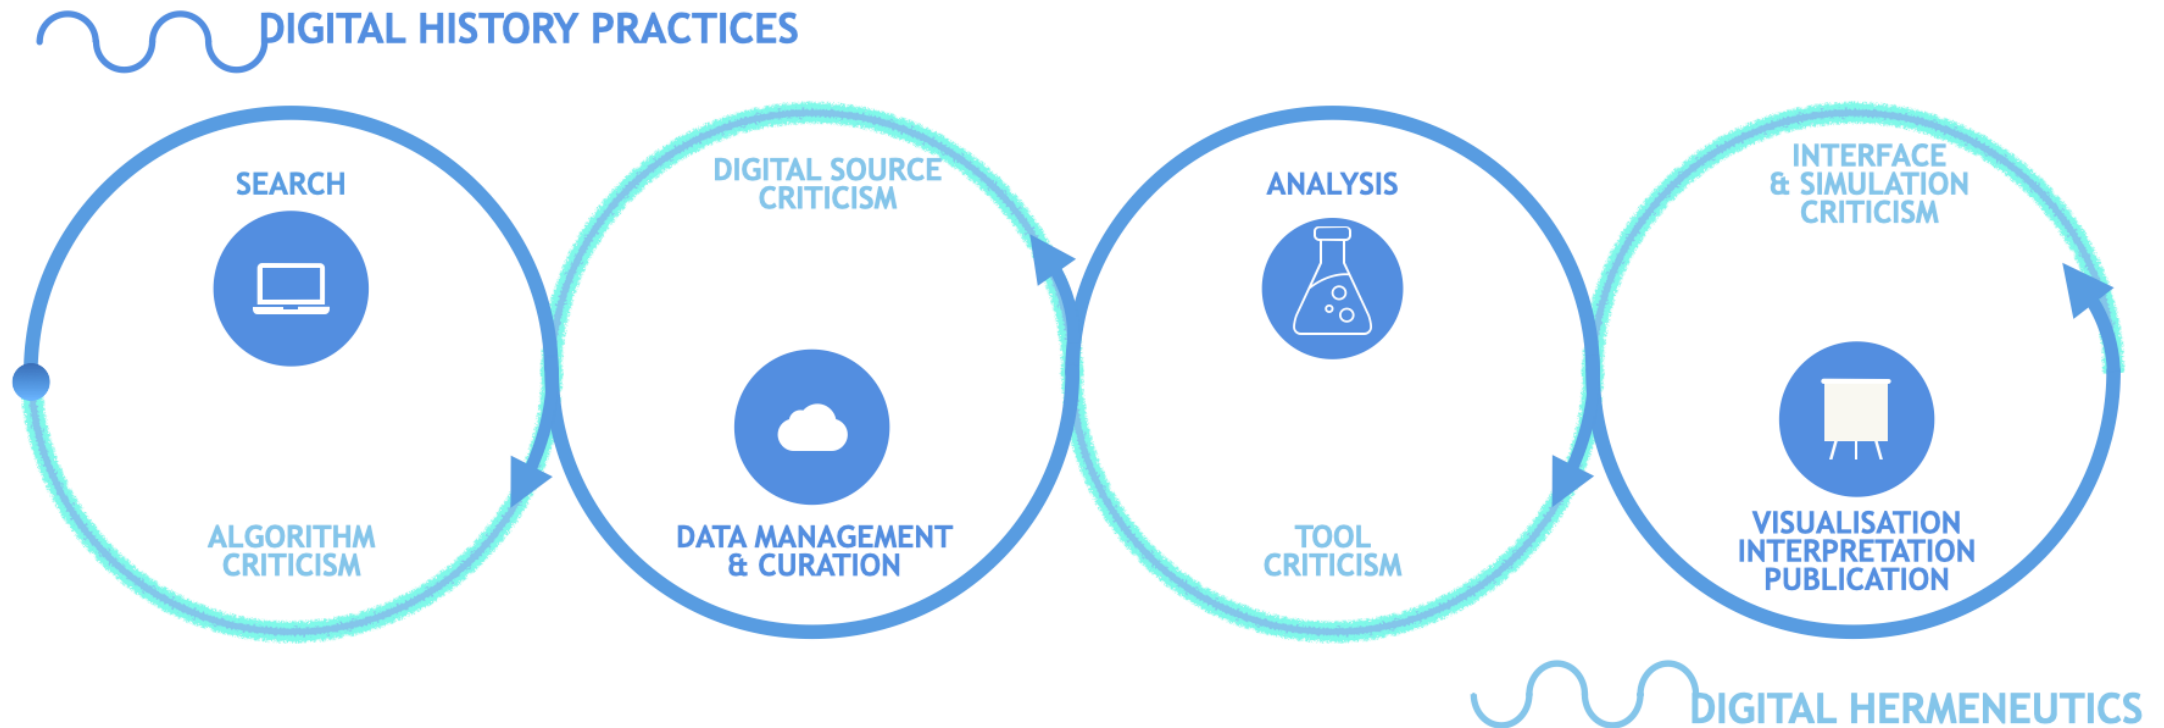 DIGITAL HISTORY PRACTICES
SEARCH
ALGORITHM
CRITICISM
DIGITAL SOURCE
CRITICISM
DATA MANAGEMENT
& CURATION
ANALYSIS
TOOL
CRITICISM
INTERFACE
& SIMULATION
CRITICISM
VISUALISATION
INTERPRETATION
PUBLICATION
DIGITAL HERMENEUTICS